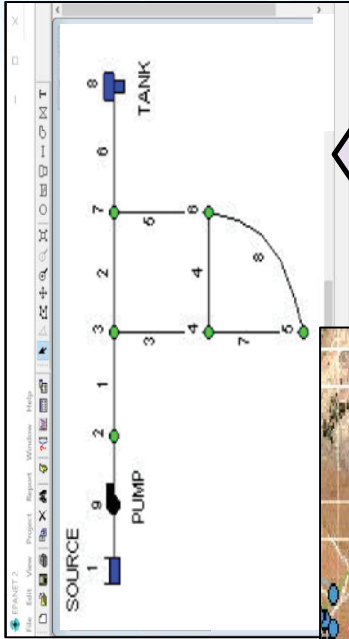 EPANET 2
File Edit View Project Report Window Help
T
SOURCE
1 9 2 1 3 2 7 6 8
PUMP TANK
3 5
4 4 6
7 8
5